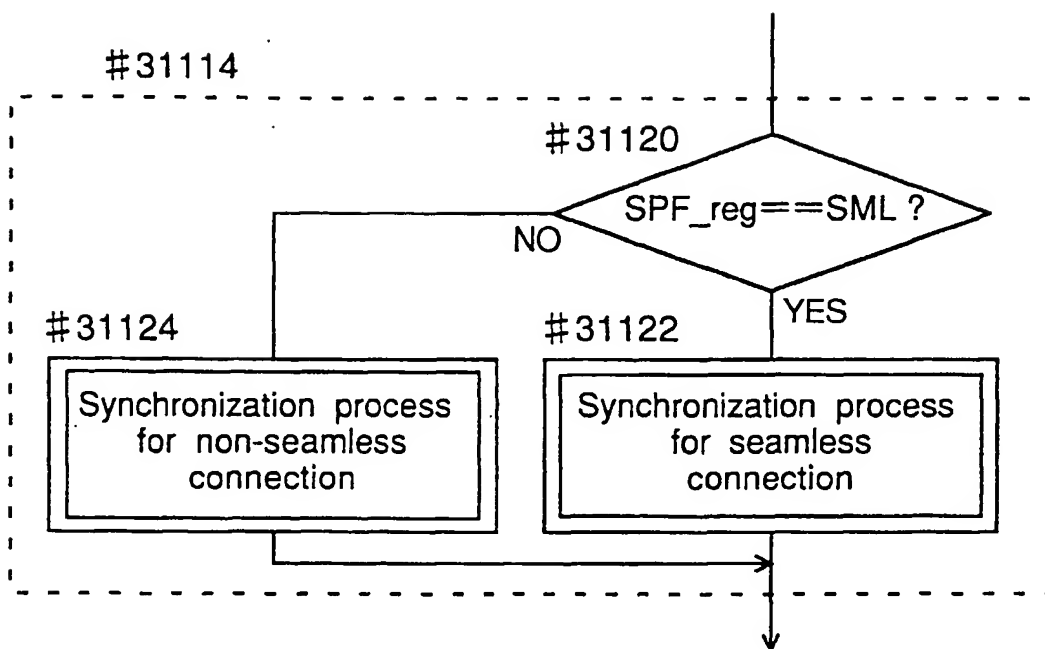 #31114
#31120
SPF_reg==SML ?
NO
YES
#31124
#31122
Synchronization process
for non-seamless
connection
Synchronization process
for seamless
connection